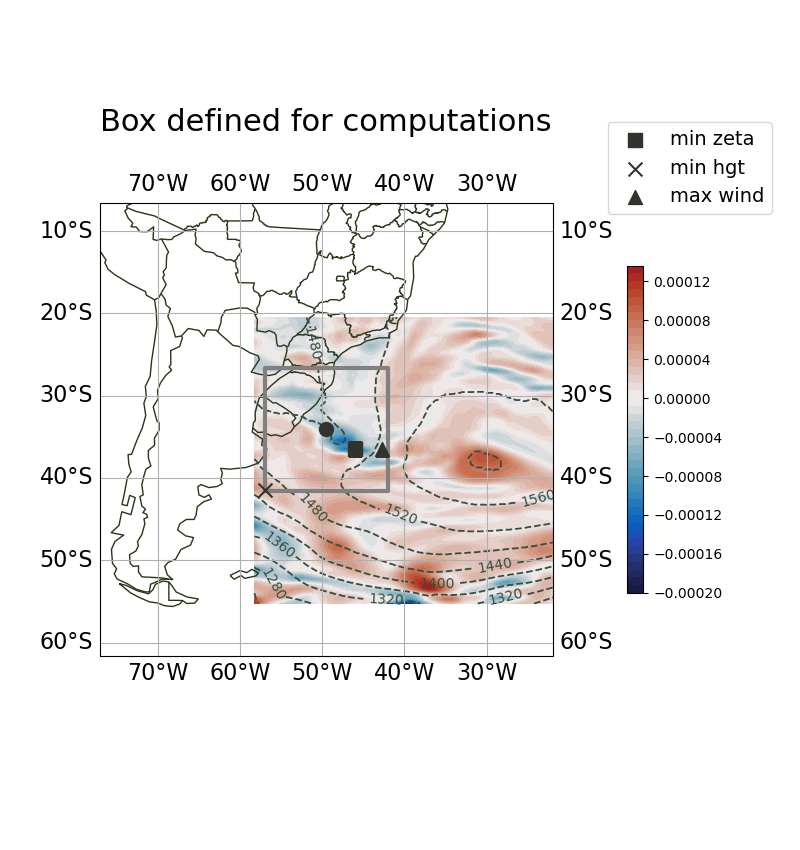 Box defined for computations
min zeta
min hgt
max wind
70°W 60°W 50°W 40°W 30°W
10°S 10°S
20°S 20°S
30°S 30°S
40°S 40°S
50°S 50°S
60°S 60°S
70°W 60°W 50°W 40°W 30°W
1480
1560
1480
1520
1360
1440
1400
1280
1320
1320
0.00012
0.00008
0.00004
0.00000
−0.00004
−0.00008
−0.00012
−0.00016
−0.00020